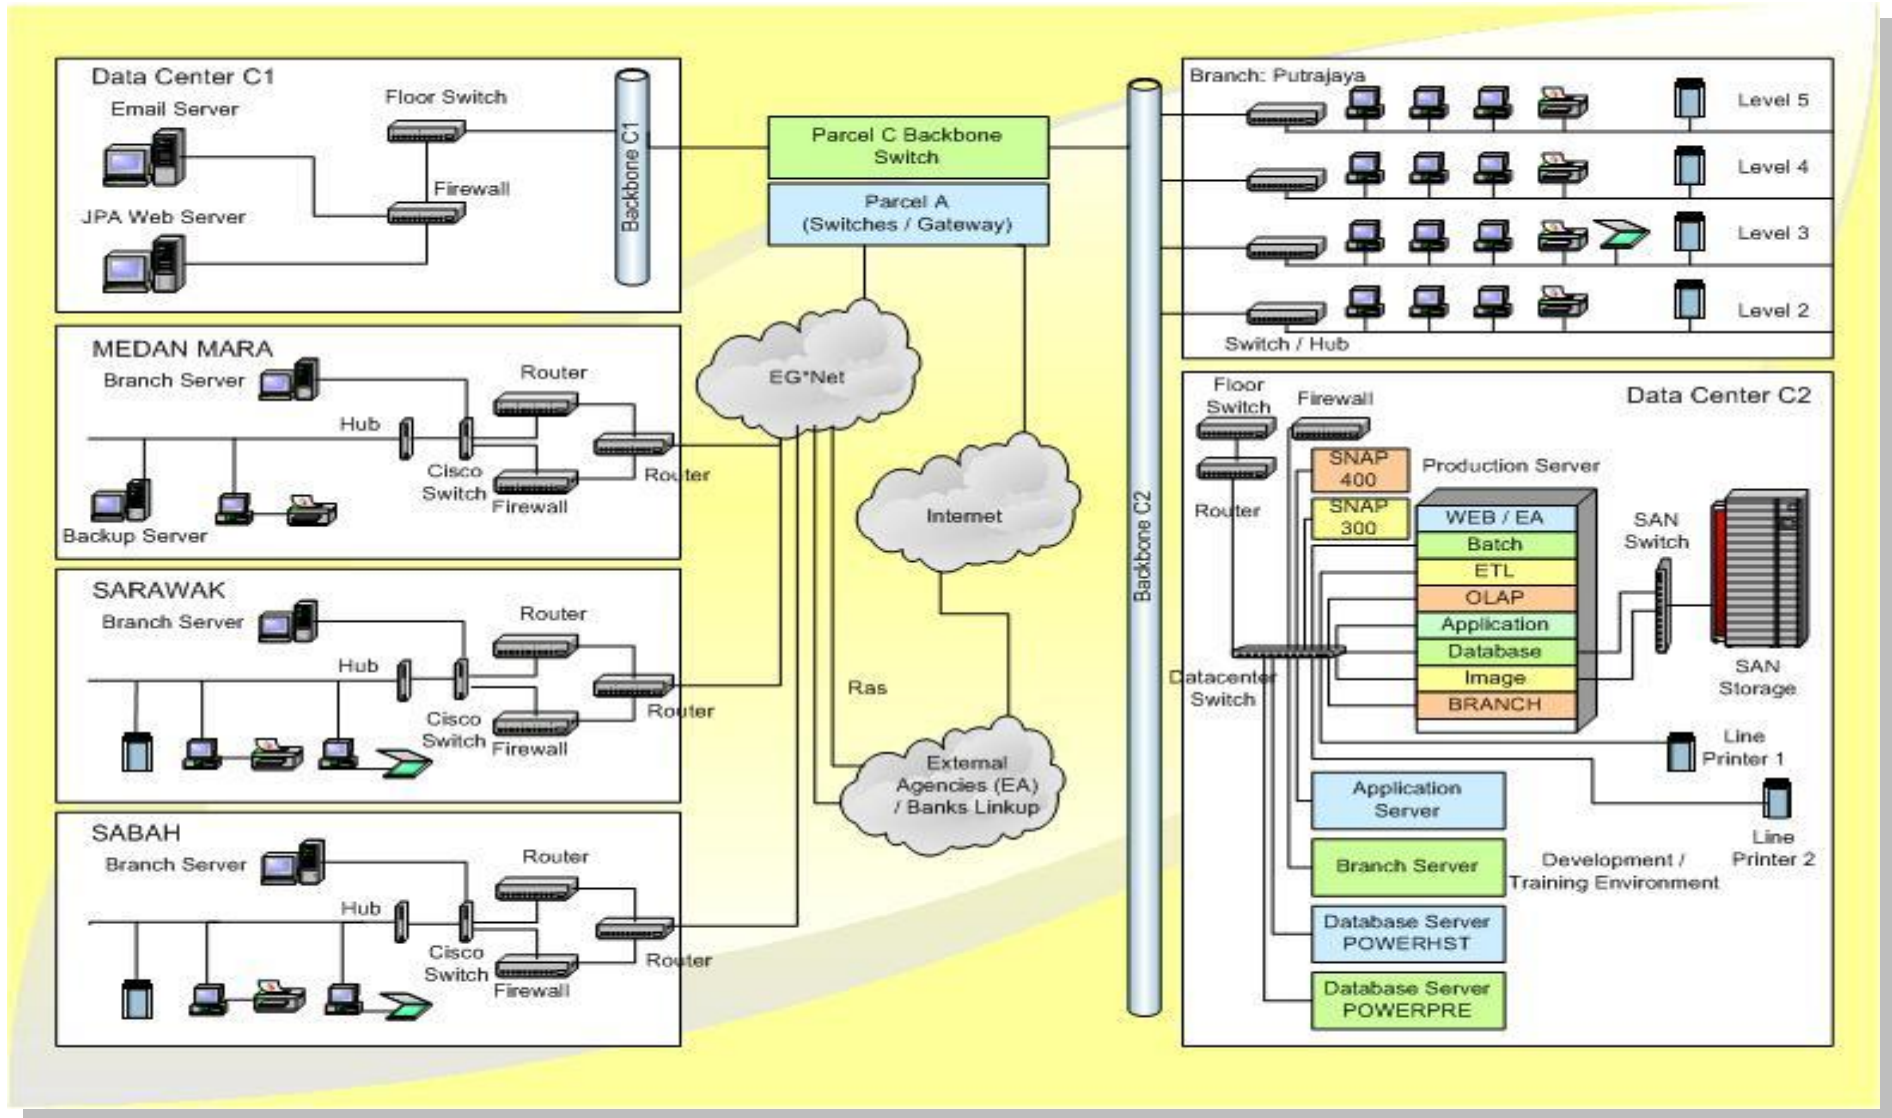 Data Center C1
Email Server
Floor Switch
Firewall
JPA Web Server
Backbone C1
Parcel C Backbone
Switch
Parcel A
(Switches / Gateway)
EG*Net
Internet
Ras
External
Agencies (EA)
/ Banks Linkup
MEDAN MARA
Branch Server
Router
Hub
Cisco
Switch
Router
Firewall
Backup Server
SARAWAK
Branch Server
Router
Hub
Cisco
Switch
Router
Firewall
SABAH
Branch Server
Router
Hub
Cisco
Switch
Router
Firewall
Backbone C2
Branch: Putrajaya
Level 5
Level 4
Level 3
Level 2
Switch / Hub
Data Center C2
Floor
Switch
Firewall
Router
SNAP
400
SNAP
300
Production Server
WEB / EA
Batch
ETL
OLAP
Application
Database
Image
BRANCH
SAN
Switch
SAN
Storage
Datacenter
Switch
Line
Printer 1
Line
Printer 2
Application
Server
Branch Server
Development /
Training Environment
Database Server
POWERHST
Database Server
POWERPRE